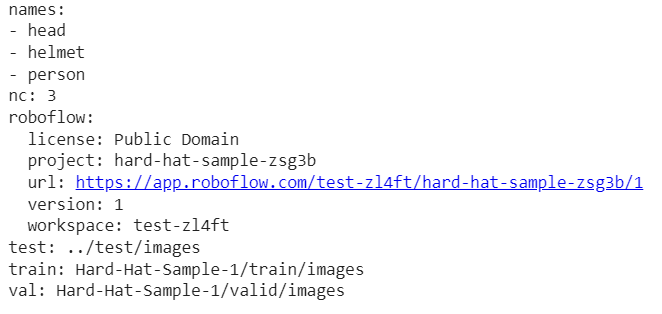 names:
- head
- helmet
- person
nc: 3
roboflow:
  license: Public Domain
  project: hard-hat-sample-zsg3b
  url: https://app.roboflow.com/test-zl4ft/hard-hat-sample-zsg3b/1
  version: 1
  workspace: test-zl4ft
test: ../test/images
train: Hard-Hat-Sample-1/train/images
val: Hard-Hat-Sample-1/valid/images